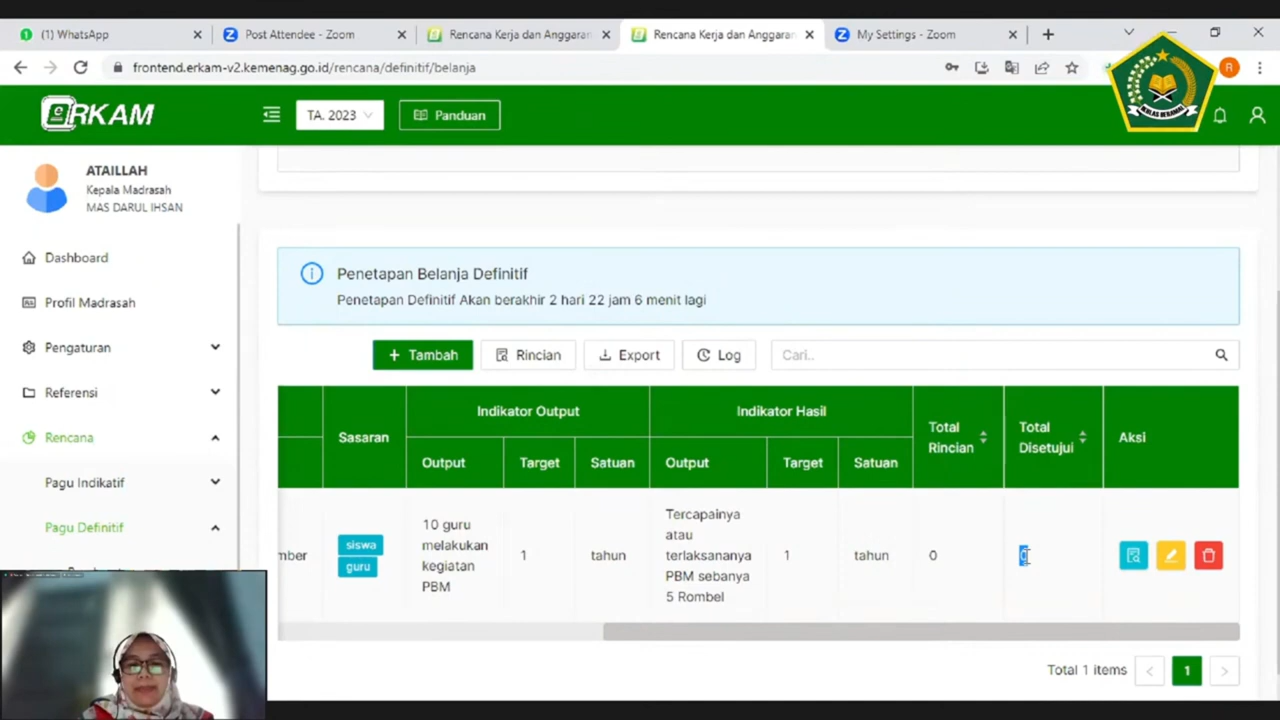 (1) WhatsApp
Post Attendee - Zoom
Rencana Kerja dan Anggaran
Rencana Kerja dan Anggaran
My Settings - Zoom
frontend.erkam-v2.kemenag.go.id/rencana/definitif/belanja
eRKAM
TA. 2023
Panduan
R
ATAILLAH
Kepala Madrasah
MAS DARUL IHSAN
Dashboard
Profil Madrasah
Pengaturan
Referensi
Rencana
Pagu Indikatif
Pagu Definitif
Penetapan Belanja Definitif
Penetapan Definitif Akan berakhir 2 hari 22 jam 6 menit lagi
+ Tambah
Rincian
Export
Log
Cari..
Sasaran
Indikator Output
Indikator Hasil
Total
Rincian
Total
Disetujui
Aksi
Output
Target
Satuan
Output
Target
Satuan
mber
siswa
guru
10 guru
melakukan
kegiatan
PBM
1
tahun
Tercapainya
atau
terlaksananya
PBM sebanya
5 Rombel
1
tahun
0
0
Total 1 items
<
1
>